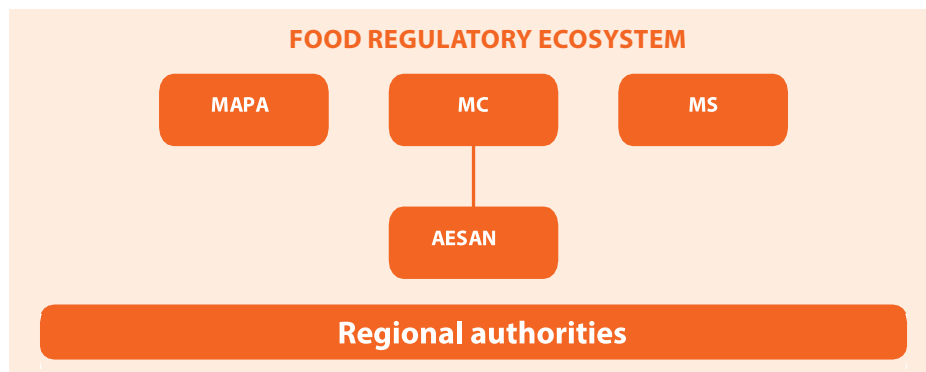 FOOD REGULATORY ECOSYSTEM
MAPA
MC
MS
AESAN
Regional authorities